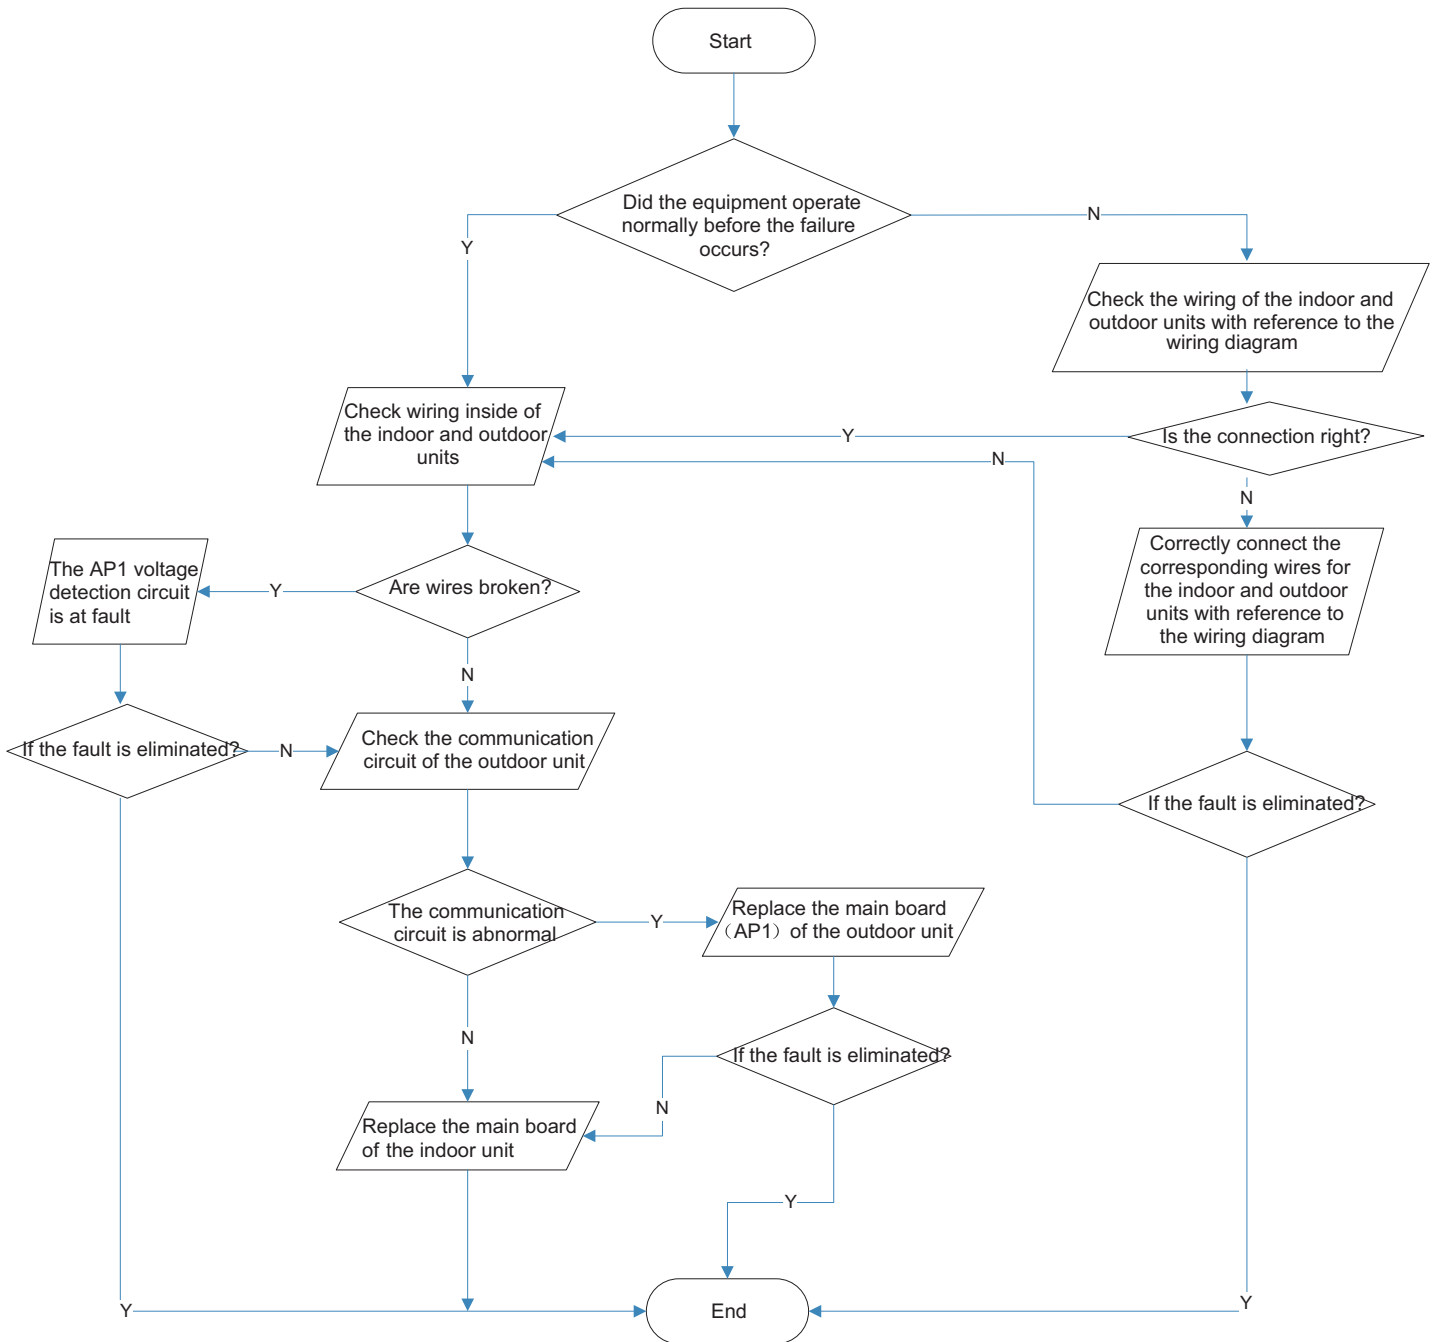 Start
Did the equipment operate
normally before the failure
occurs?
Y
N
Check the wiring of the indoor and
outdoor units with reference to the
wiring diagram
Check wiring inside of
the indoor and outdoor
units
Y
Is the connection right?
N
N
Correctly connect the
corresponding wires for
the indoor and outdoor
units with reference to
the wiring diagram
The AP1 voltage
detection circuit
is at fault
Y
Are wires broken?
N
If the fault is eliminated?
N
Check the communication
circuit of the outdoor unit
If the fault is eliminated?
The communication
circuit is abnormal
Y
Replace the main board
（AP1）of the outdoor unit
N
If the fault is eliminated?
N
Replace the main board
of the indoor unit
Y
Y
End
Y